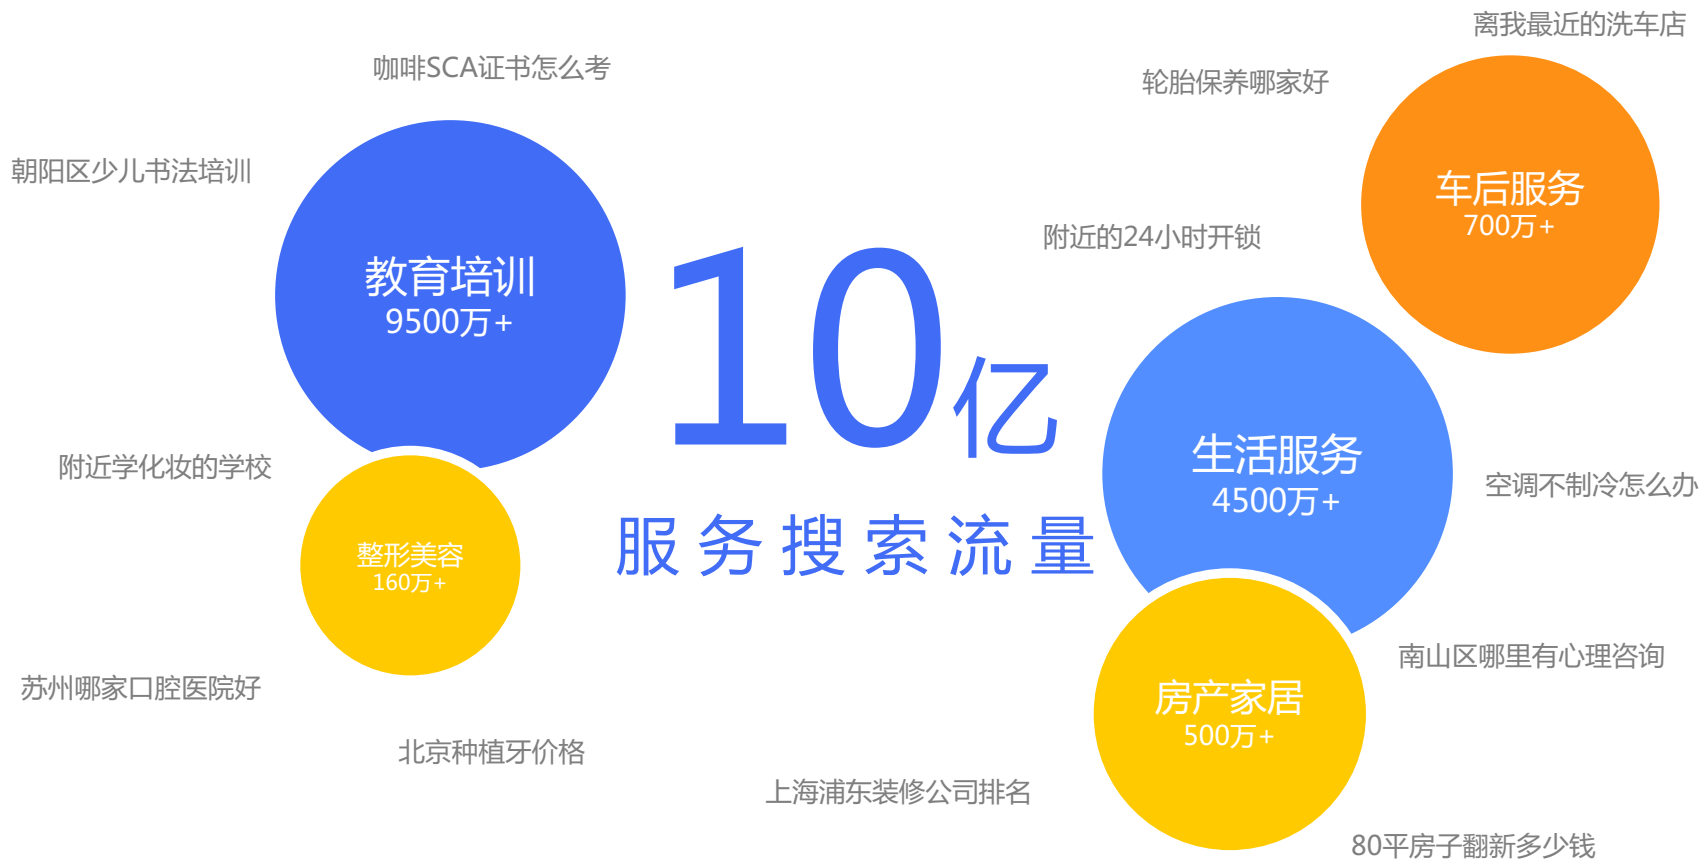 离我最近的洗车店
咖啡SCA证书怎么考
轮胎保养哪家好
朝阳区少儿书法培训
车后服务
700万+
附近的24小时开锁
教育培训
9500万+
10亿
服务搜索流量
生活服务
4500万+
附近学化妆的学校
空调不制冷怎么办
整形美容
160万+
南山区哪里有心理咨询
苏州哪家口腔医院好
房产家居
500万+
北京种植牙价格
上海浦东装修公司排名
80平房子翻新多少钱